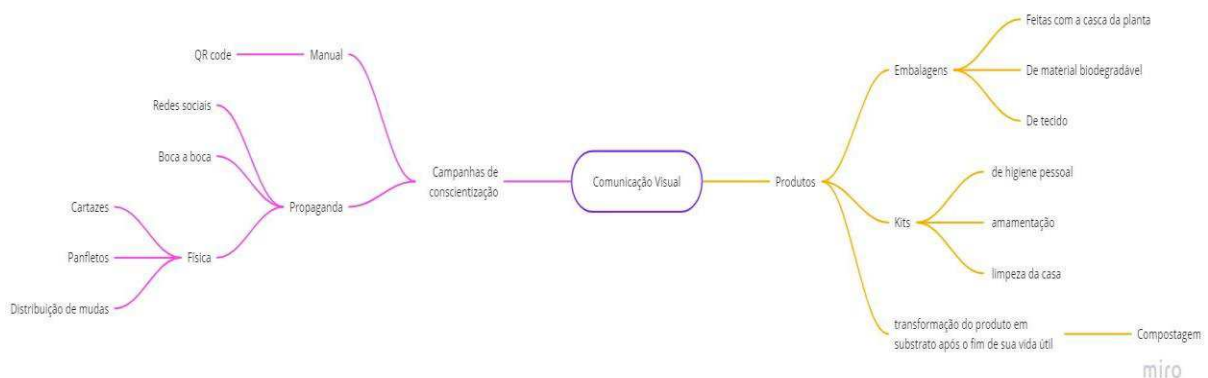 Feitas com a casca da planta
QR code
Manual
Embalagens
De material biodegradável
Redes sociais
De tecido
Boca a boca
Campanhas de
conscientização
Comunicação Visual
Produtos
de higiene pessoal
Cartazes
Propaganda
Kits
amamentação
Panfletos
Física
limpeza da casa
Distribuição de mudas
transformação do produto em
substrato após o fim de sua vida útil
Compostagem
miro